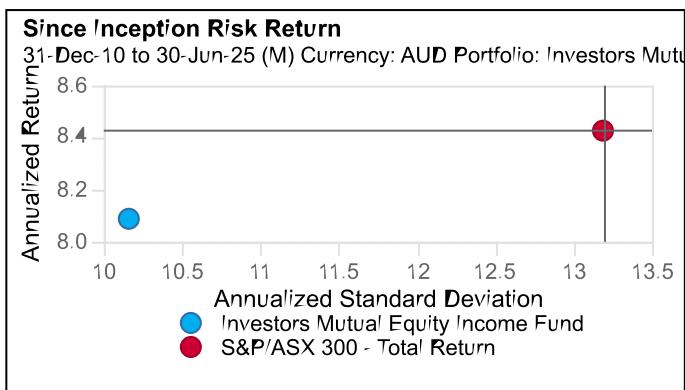 Since Inception Risk Return
31-Dec-10 to 30-Jun-25 (M) Currency: AUD Portfolio: Investors Mutu
Annualized Return
8.6
8.4
8.2
8.0
10 10.5 11 11.5 12 12.5 13 13.5
Annualized Standard Deviation
Investors Mutual Equity Income Fund
S&P/ASX 300 - Total Return